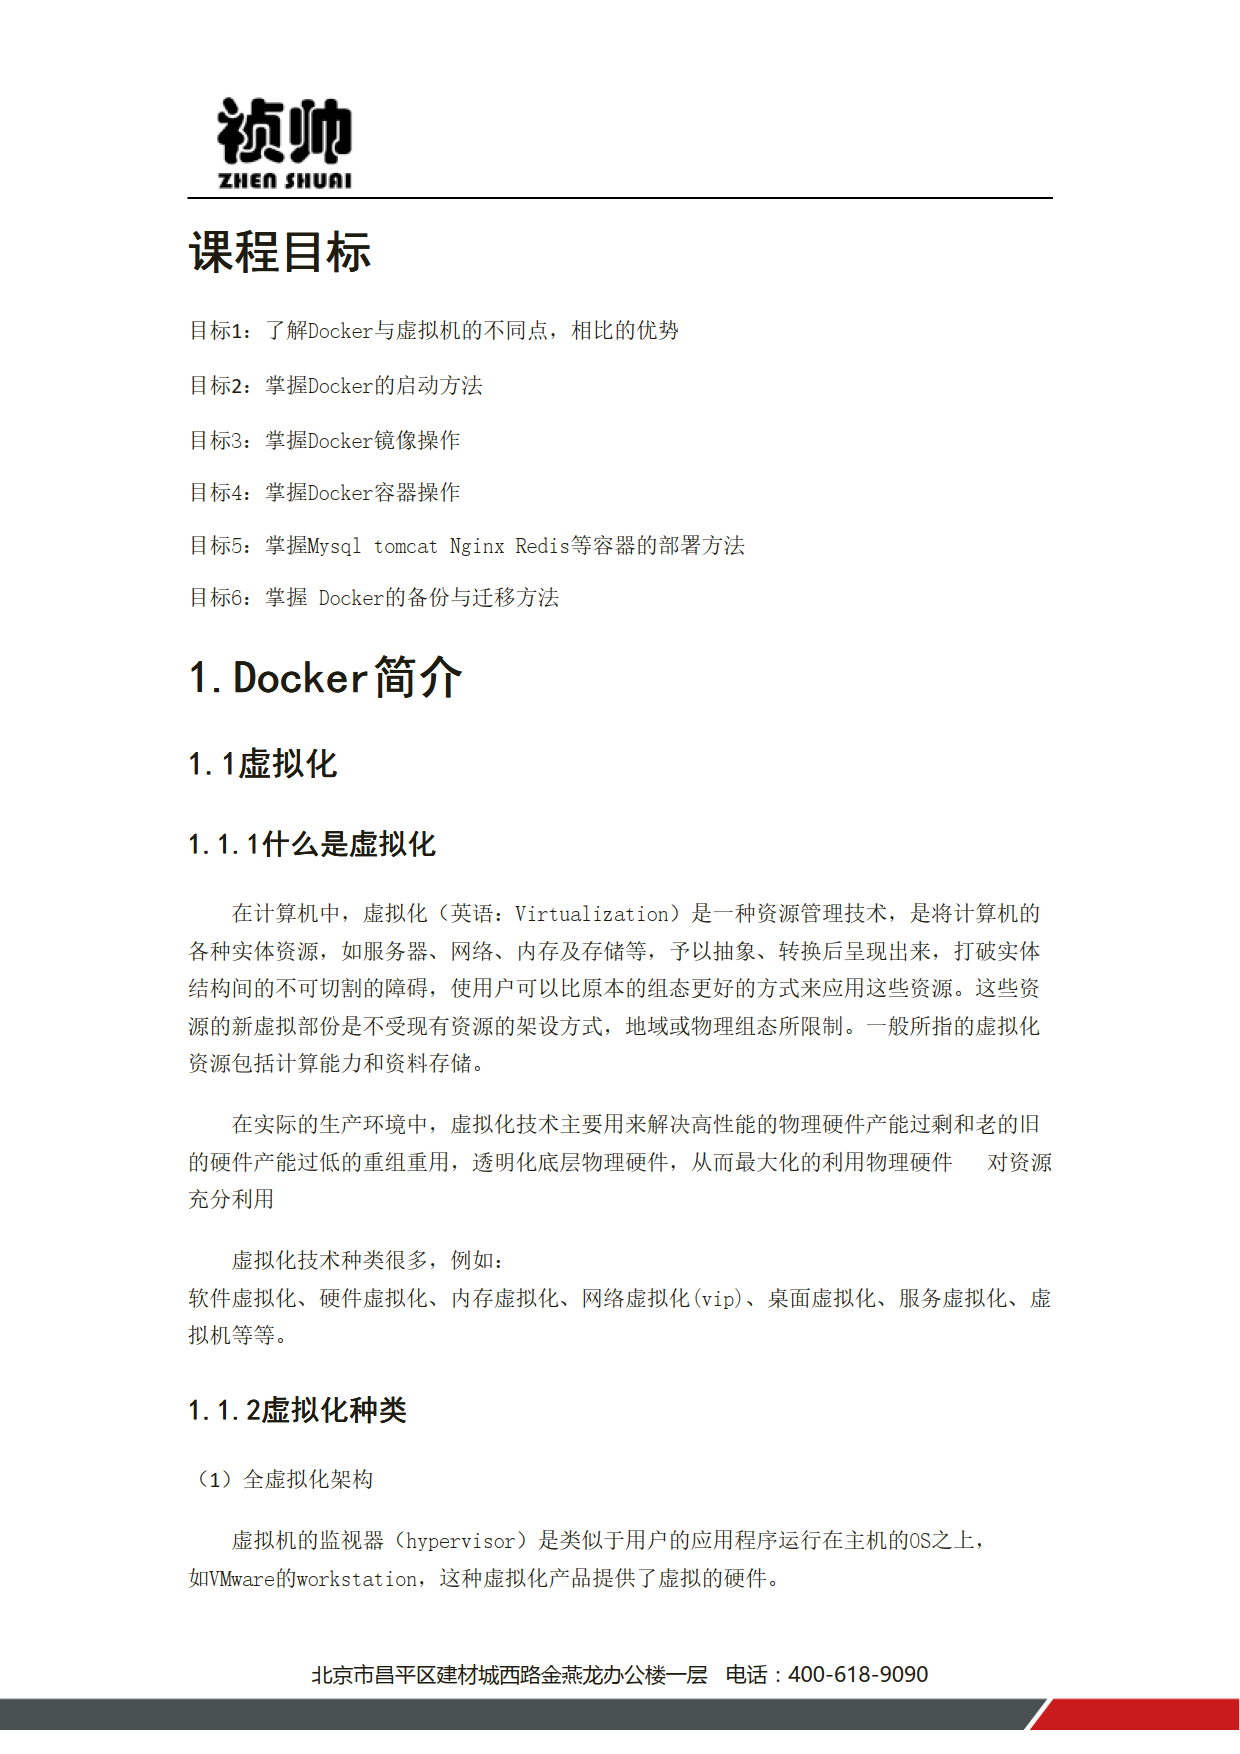 祯帅
ZHEN SHUAI
课程目标
目标1：了解Docker与虚拟机的不同点，相比的优势
目标2：掌握Docker的启动方法
目标3：掌握Docker镜像操作
目标4：掌握Docker容器操作
目标5：掌握Mysql tomcat Nginx Redis等容器的部署方法
目标6：掌握 Docker的备份与迁移方法
1.Docker简介
1.1虚拟化
1.1.1什么是虚拟化
在计算机中，虚拟化（英语：Virtualization）是一种资源管理技术，是将计算机的
各种实体资源，如服务器、网络、内存及存储等，予以抽象、转换后呈现出来，打破实体
结构间的不可切割的障碍，使用户可以比原本的组态更好的方式来应用这些资源。这些资
源的新虚拟部份是不受现有资源的架设方式，地域或物理组态所限制。一般所指的虚拟化
资源包括计算能力和资料存储。
在实际的生产环境中，虚拟化技术主要用来解决高性能的物理硬件产能过剩和老的旧
的硬件产能过低的重组重用，透明化底层物理硬件，从而最大化的利用物理硬件 对资源
充分利用
虚拟化技术种类很多，例如：
软件虚拟化、硬件虚拟化、内存虚拟化、网络虚拟化(vip)、桌面虚拟化、服务虚拟化、虚
拟机等等。
1.1.2虚拟化种类
（1）全虚拟化架构
虚拟机的监视器（hypervisor）是类似于用户的应用程序运行在主机的OS之上，
如VMware的workstation，这种虚拟化产品提供了虚拟的硬件。
北京市昌平区建材城西路金燕龙办公楼一层 电话：400-618-9090